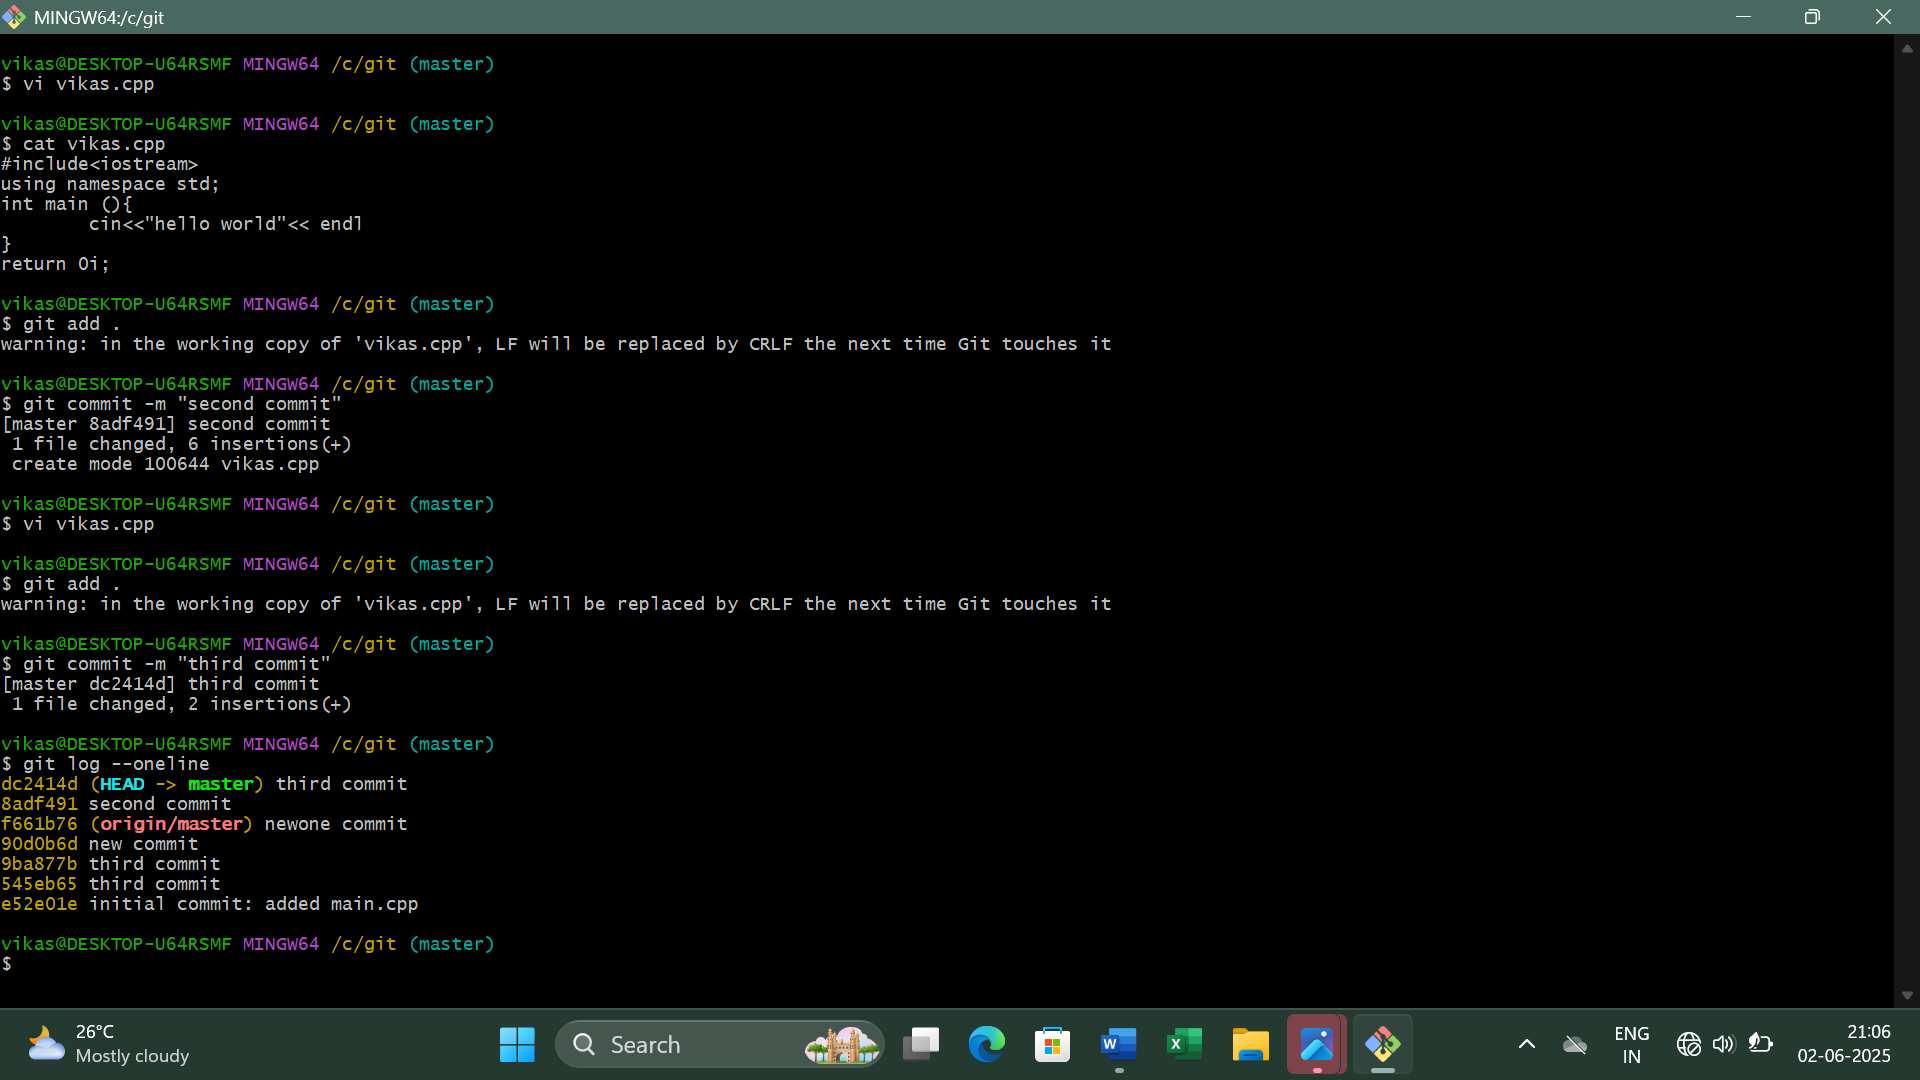 MINGW64:/c/git
vikas@DESKTOP-U64RSMF MINGW64 /c/git (master)
$ vi vikas.cpp
vikas@DESKTOP-U64RSMF MINGW64 /c/git (master)
$ cat vikas.cpp
#include<iostream>
using namespace std;
int main (){
        cin<<"hello world"<< endl
}
return 0i;
vikas@DESKTOP-U64RSMF MINGW64 /c/git (master)
$ git add .
warning: in the working copy of 'vikas.cpp', LF will be replaced by CRLF the next time Git touches it
vikas@DESKTOP-U64RSMF MINGW64 /c/git (master)
$ git commit -m "second commit"
[master 8adf491] second commit
 1 file changed, 6 insertions(+)
 create mode 100644 vikas.cpp
vikas@DESKTOP-U64RSMF MINGW64 /c/git (master)
$ vi vikas.cpp
vikas@DESKTOP-U64RSMF MINGW64 /c/git (master)
$ git add .
warning: in the working copy of 'vikas.cpp', LF will be replaced by CRLF the next time Git touches it
vikas@DESKTOP-U64RSMF MINGW64 /c/git (master)
$ git commit -m "third commit"
[master dc2414d] third commit
 1 file changed, 2 insertions(+)
vikas@DESKTOP-U64RSMF MINGW64 /c/git (master)
$ git log --oneline
dc2414d (HEAD -> master) third commit
8adf491 second commit
f661b76 (origin/master) newone commit
90d0b6d new commit
9ba877b third commit
545eb65 third commit
e52e01e initial commit: added main.cpp
vikas@DESKTOP-U64RSMF MINGW64 /c/git (master)
$
26°C
Mostly cloudy
Search
ENG
IN
21:06
02-06-2025